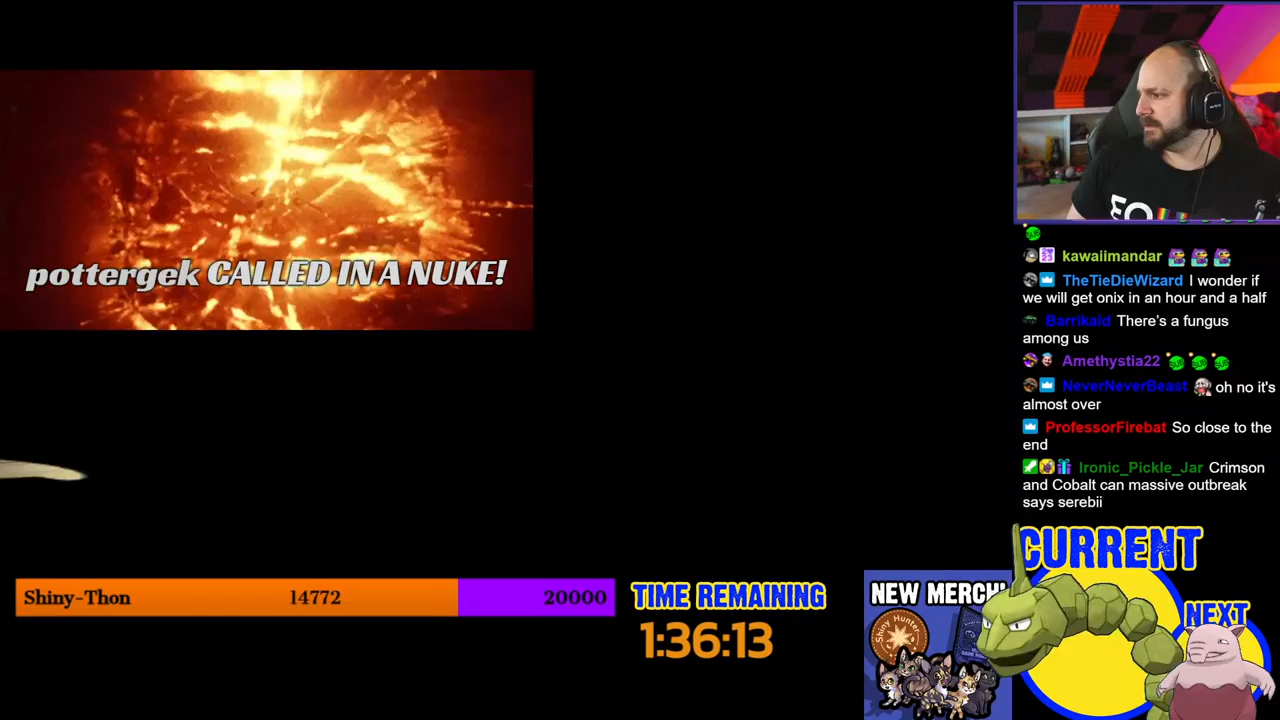 pottergek CALLED IN A NUKE!
kawaiimandar
TheTieDieWizard I wonder if
we will get onix in an hour and a half
Barrikald There's a fungus
among us
Amethystia22
NeverNeverBeast oh no it's
almost over
ProfessorFirebat So close to the
end
Ironic_Pickle_Jar Crimson
and Cobalt can massive outbreak
says serebii
Shiny-Thon 14772 20000
TIME REMAINING
1:36:13
NEW MERCH!
Shiny Hunter
CURRENT
NEXT